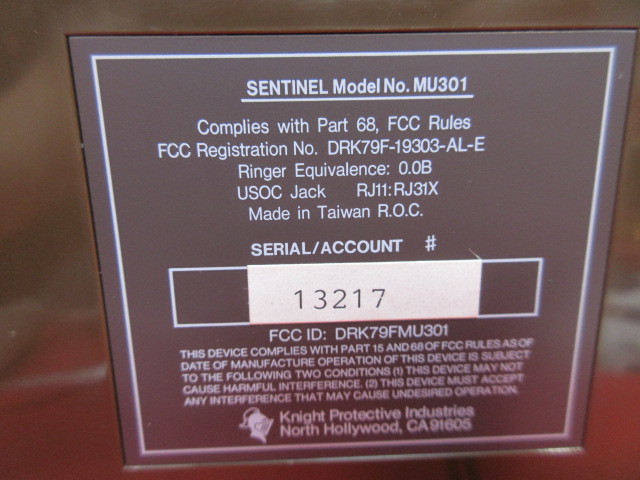 SENTINEL Model No. MU301
Complies with Part 68, FCC Rules
FCC Registration No. DRK79F-19303-AL-E
Ringer Equivalence: 0.0B
USOC Jack RJ11:RJ31X
Made in Taiwan R.O.C.
SERIAL/ACCOUNT #
13217
FCC ID: DRK79FMU301
THIS DEVICE COMPLIES WITH PART 15 AND 68 OF FCC RULES AS OF
DATE OF MANUFACTURE OPERATION OF THIS DEVICE IS SUBJECT
TO THE FOLLOWING TWO CONDITIONS (1) THIS DEVICE MAY NOT
CAUSE HARMFUL INTERFERENCE. (2) THIS DEVICE MUST ACCEPT
ANY INTERFERENCE THAT MAY CAUSE UNDESIRED OPERATION.
Knight Protective Industries
North Hollywood, CA 91605